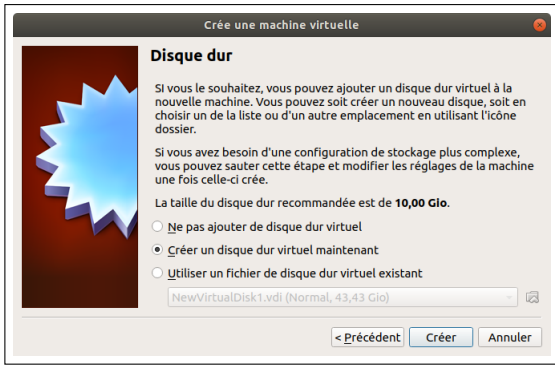 Crée une machine virtuelle
Disque dur
SI vous le souhaitez, vous pouvez ajouter un disque dur virtuel à la
nouvelle machine. Vous pouvez soit créer un nouveau disque, soit en
choisir un de la liste ou d'un autre emplacement en utilisant l'icône
dossier.
Si vous avez besoin d'une configuration de stockage plus complexe,
vous pouvez sauter cette étape et modifier les réglages de la machine
une fois celle-ci crée.
La taille du disque dur recommandée est de 10,00 Gio.
Ne pas ajouter de disque dur virtuel
Créer un disque dur virtuel maintenant
Utiliser un fichier de disque dur virtuel existant
NewVirtualDisk1.vdi (Normal, 43,43 Gio)
< Précédent Créer Annuler